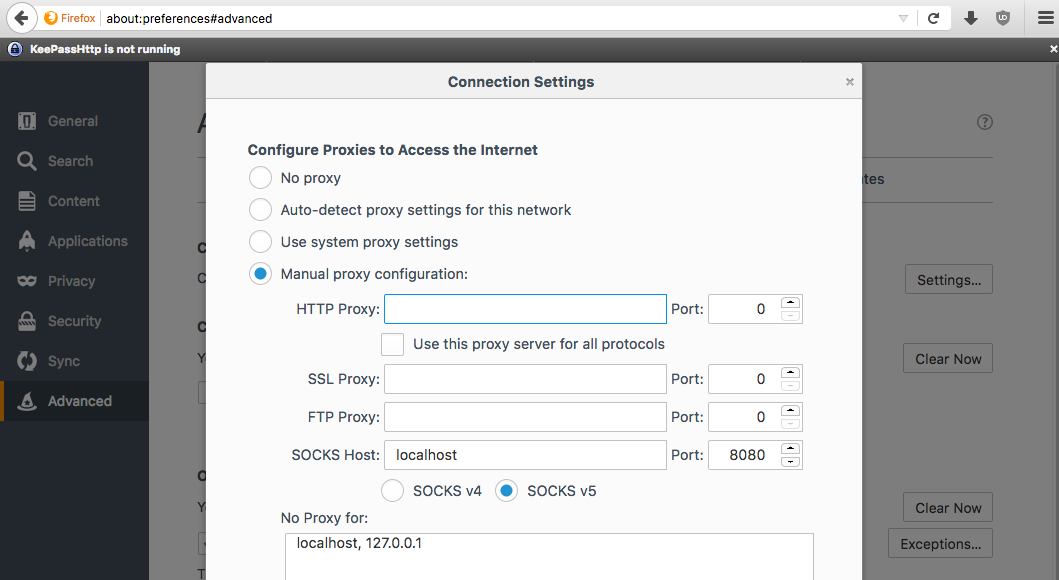 Firefox about:preferences#advanced
KeePassHttp is not running
Connection Settings
General
Search
Content
Applications
Privacy
Security
Sync
Advanced
Configure Proxies to Access the Internet
No proxy
Auto-detect proxy settings for this network
Use system proxy settings
Manual proxy configuration:
HTTP Proxy: Port: 0
Use this proxy server for all protocols
SSL Proxy: Port: 0
FTP Proxy: Port: 0
SOCKS Host: localhost Port: 8080
SOCKS v4 SOCKS v5
No Proxy for:
localhost, 127.0.0.1
Settings...
Clear Now
Clear Now
Exceptions...